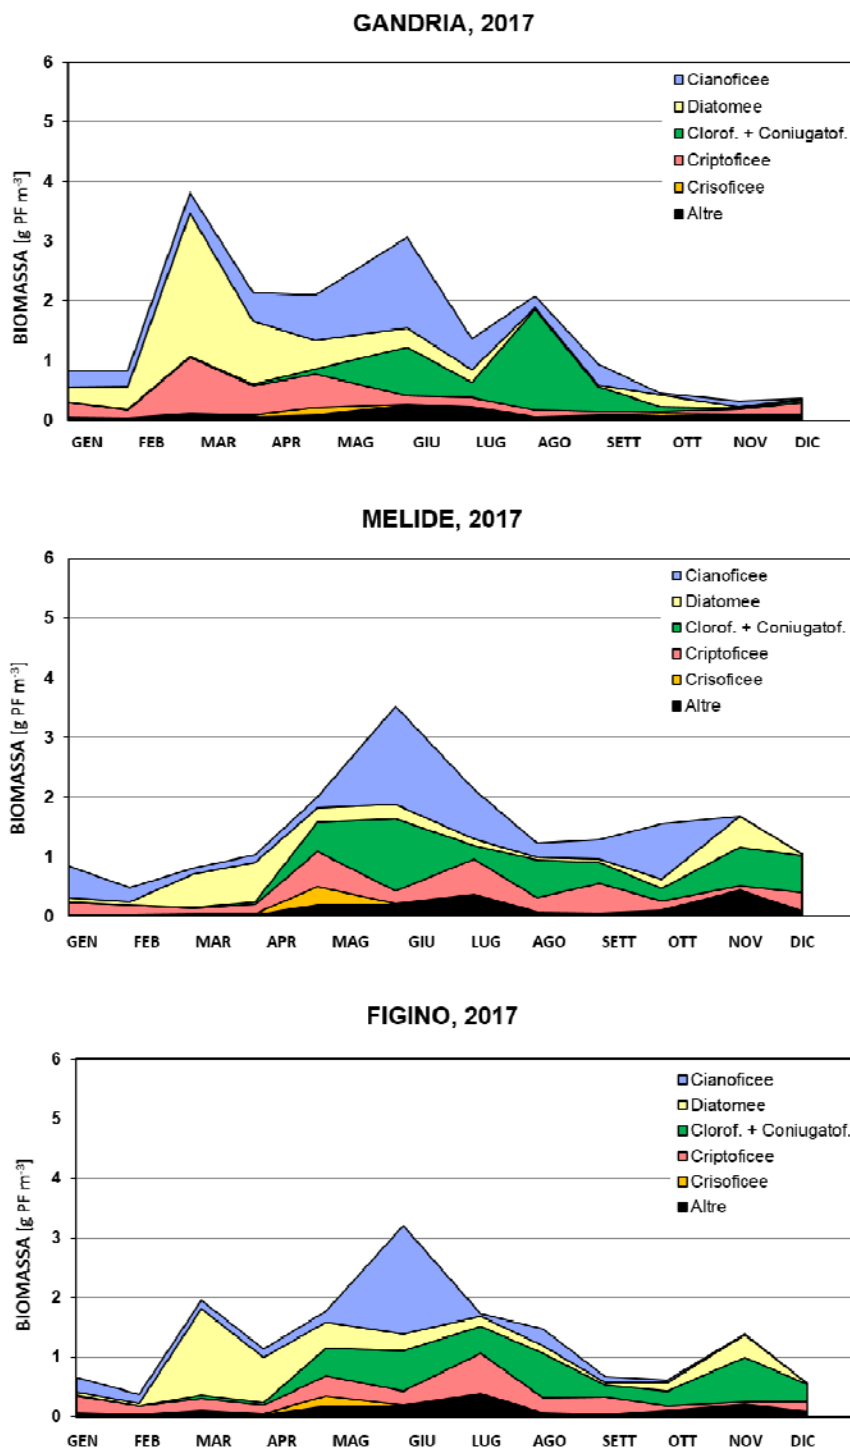 GANDRIA, 2017
6
5
4
3
2
1
0
BIOMASSA [g PF m-3]
Cianoficee
Diatomee
Clorof. + Coniugatof.
Criptoficee
Crisoficee
Altre
GEN FEB MAR APR MAG GIU LUG AGO SETT OTT NOV DIC
MELIDE, 2017
6
5
4
3
2
1
0
BIOMASSA [g PF m-3]
Cianoficee
Diatomee
Clorof. + Coniugatof.
Criptoficee
Crisoficee
Altre
GEN FEB MAR APR MAG GIU LUG AGO SETT OTT NOV DIC
FIGINO, 2017
6
5
4
3
2
1
0
BIOMASSA [g PF m-3]
Cianoficee
Diatomee
Clorof. + Coniugatof.
Criptoficee
Crisoficee
Altre
GEN FEB MAR APR MAG GIU LUG AGO SETT OTT NOV DIC